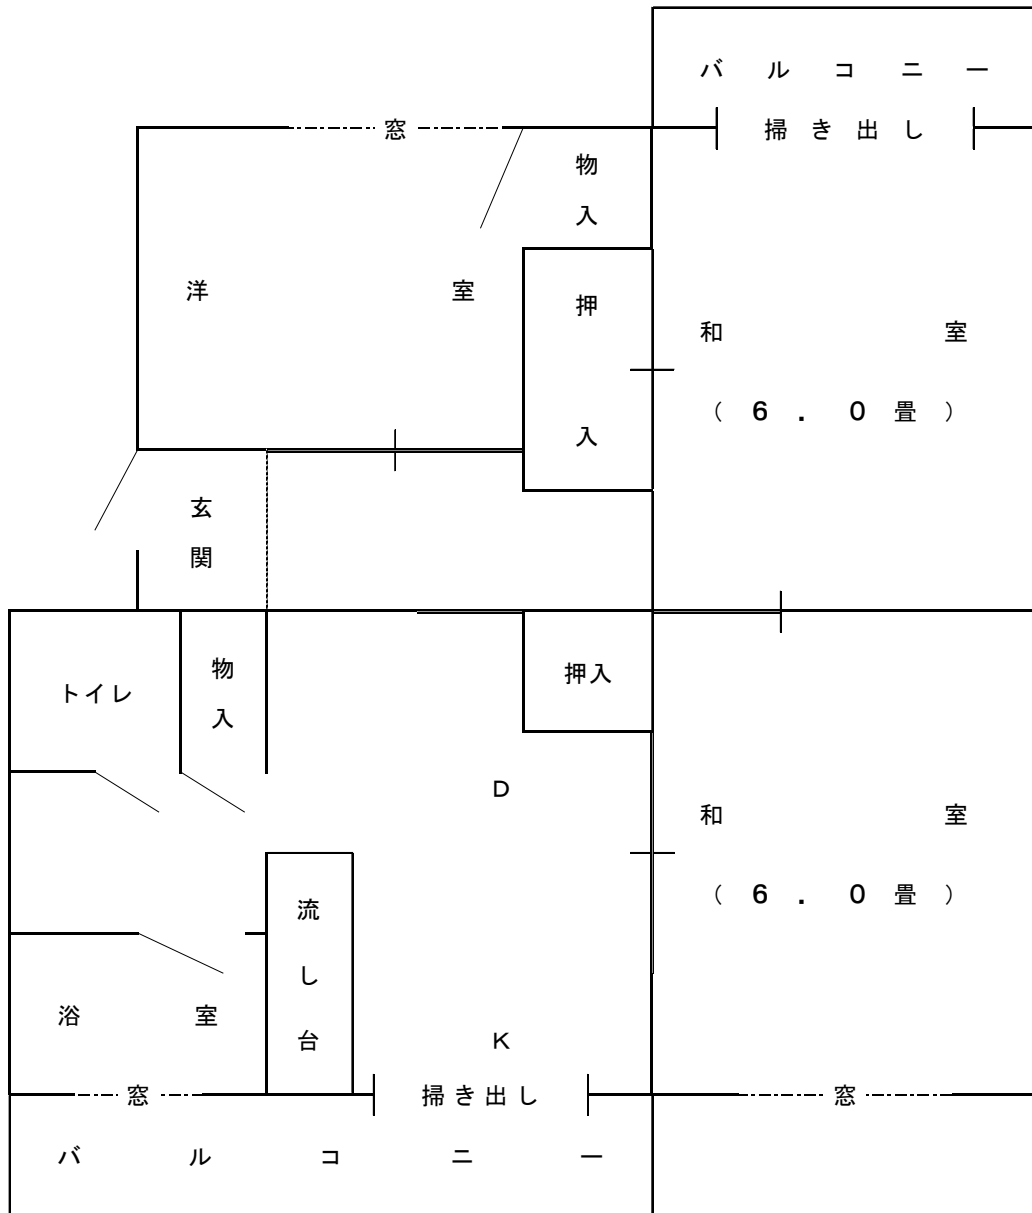 バルコニー
窓
掃き出し
物入
洋室
押入
和室
（６．０畳）
玄関
トイレ
物入
押入
D
和室
（６．０畳）
流し台
浴室
K
窓
掃き出し
窓
バルコニー